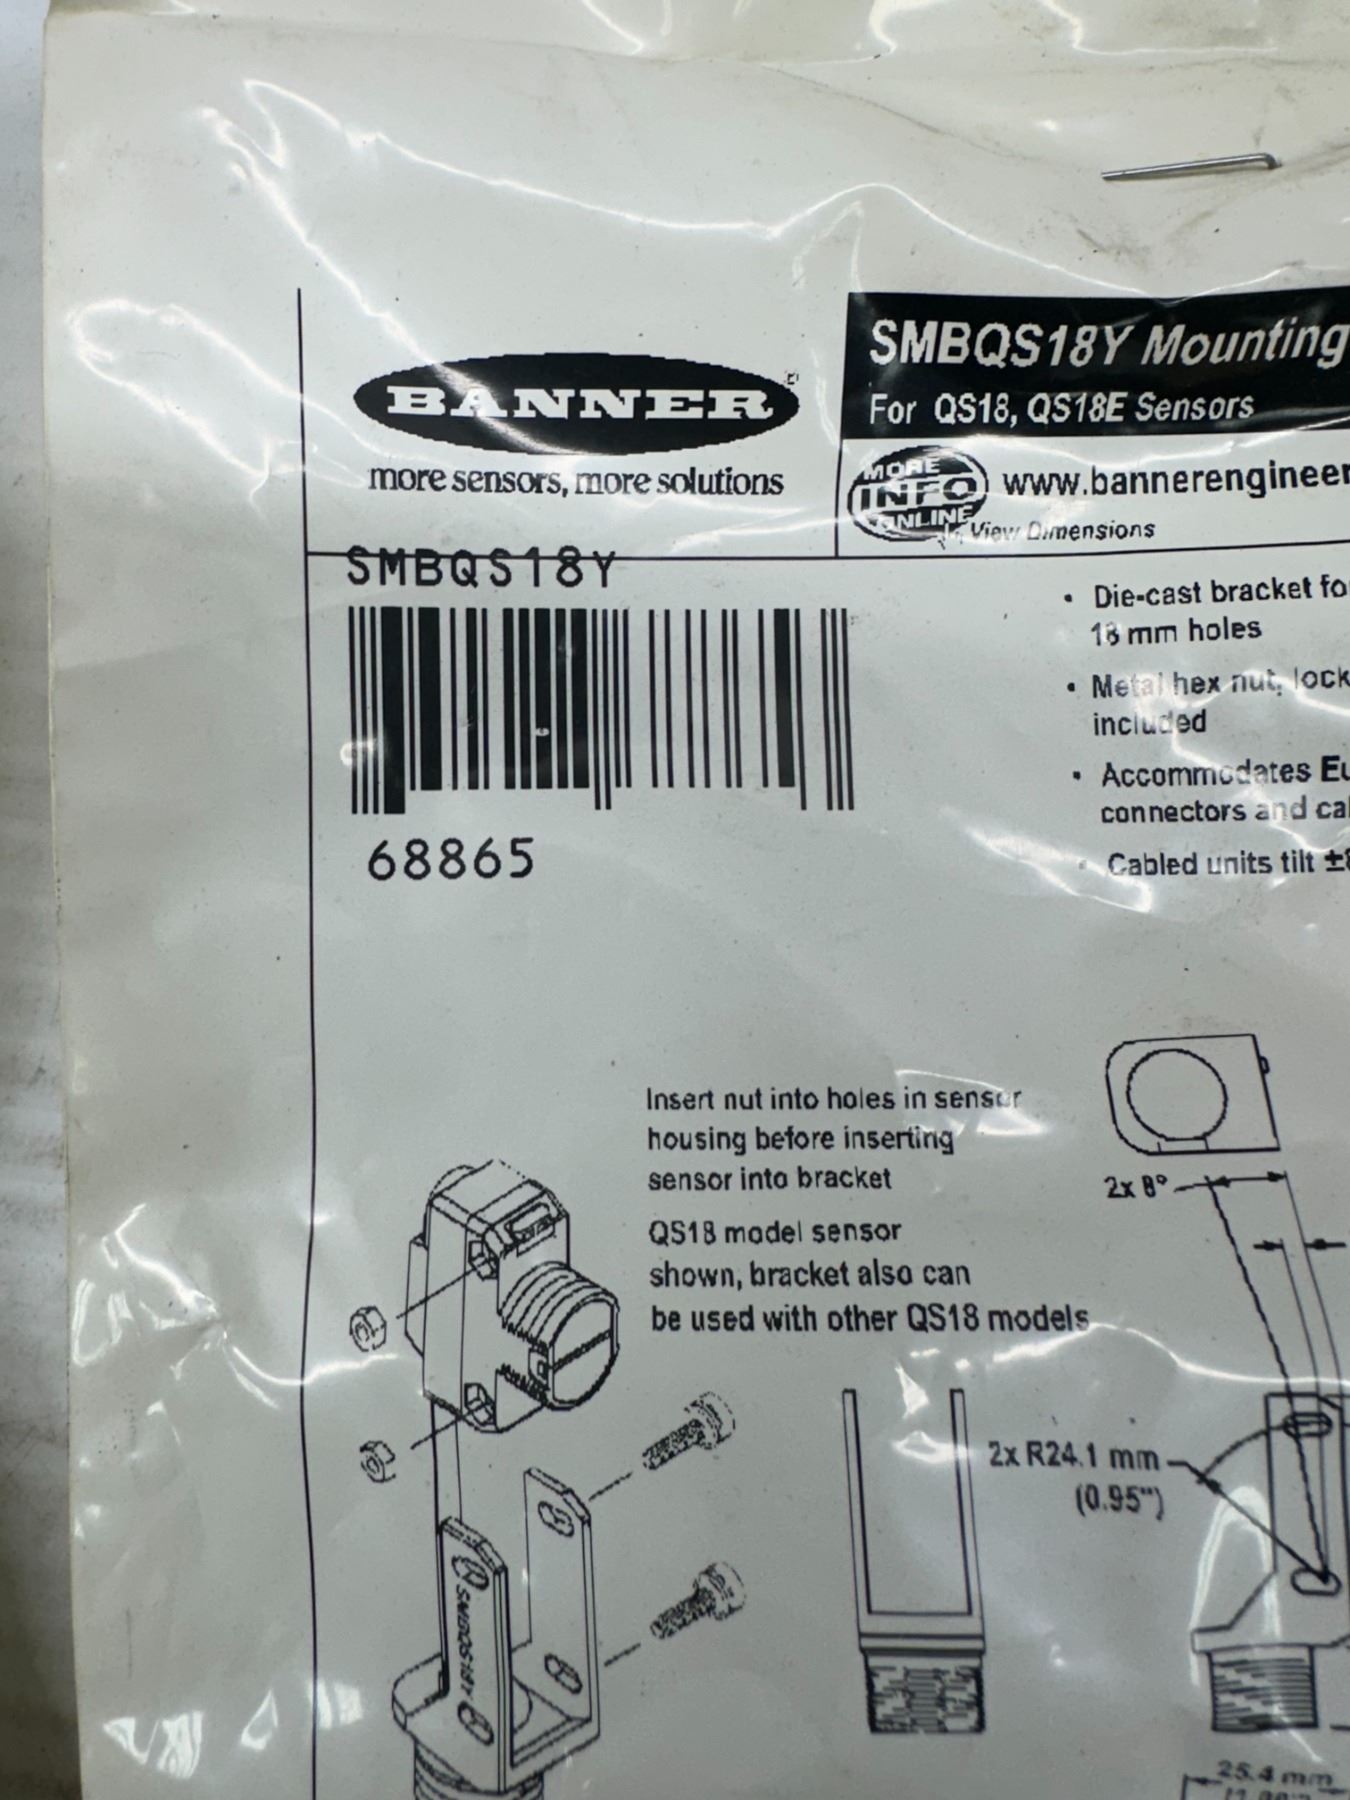 BANNER
more sensors, more solutions
SMBQS18Y Mounting
For QS18, QS18E Sensors
MORE
INFO
ONLINE
www.bannerengineer
View Dimensions
SMBQS18Y
68865
• Die-cast bracket fo
18 mm holes
• Metal hex nut, lock
included
• Accommodates Eu
connectors and ca
• Cabled units tilt ±8
Insert nut into holes in sensor
housing before inserting
sensor into bracket
QS18 model sensor
shown, bracket also can
be used with other QS18 models
2x 8°
2x R24.1 mm
(0.95")
SMBQS18Y
25.4 mm